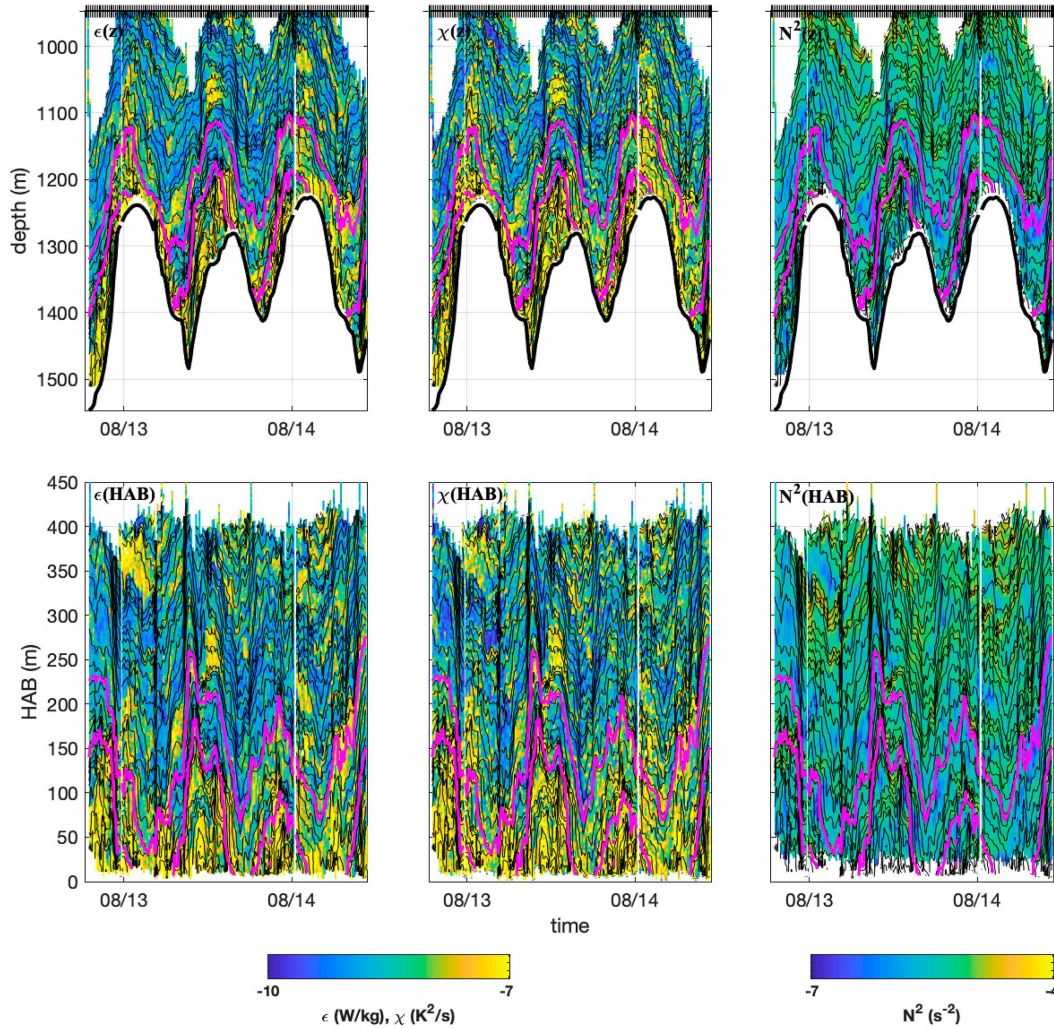 ϵ(z)
χ(z)
N²(z)
1000
1100
1200
1300
1400
1500
depth (m)
08/13
08/14
08/13
08/14
08/13
08/14
ϵ(HAB)
χ(HAB)
N²(HAB)
450
400
350
300
250
200
150
100
50
0
HAB (m)
08/13
08/14
08/13
08/14
08/13
08/14
time
-10
-7
-7
-4
ϵ (W/kg), χ (K²/s)
N² (s⁻²)